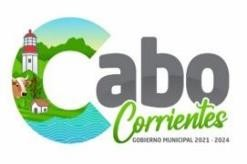 Cabo
Corrientes
GOBIERNO MUNICIPAL 2021 - 2024